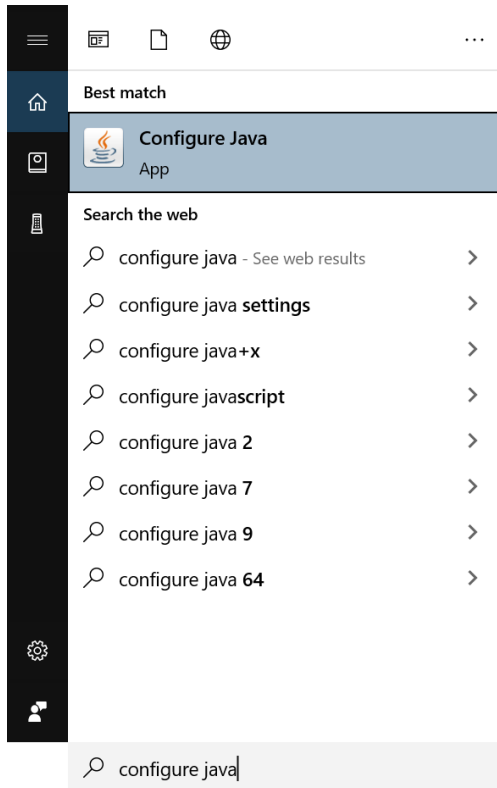 Best match
Configure Java
App
Search the web
configure java - See web results
configure java settings
configure java+x
configure javascript
configure java 2
configure java 7
configure java 9
configure java 64
configure java